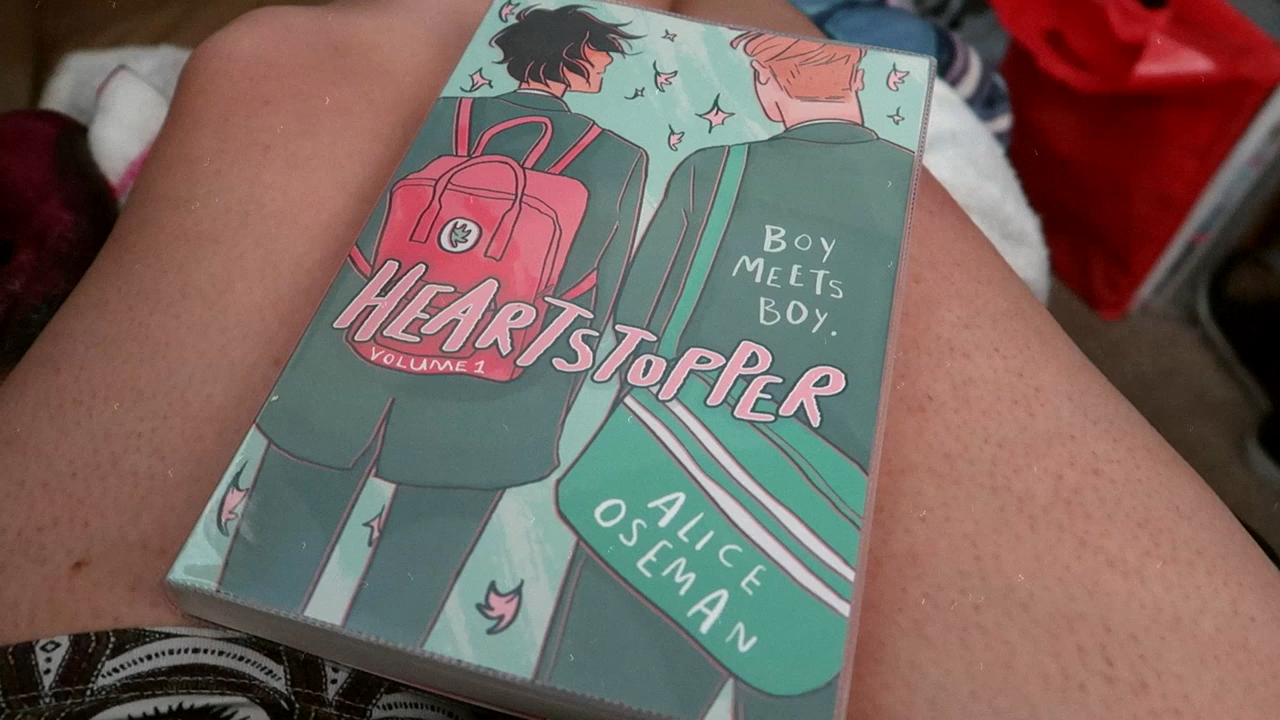 BOY
MEETS
BOY.
HEARTSTOPPER
VOLUME 1
ALICE
OSEMAN